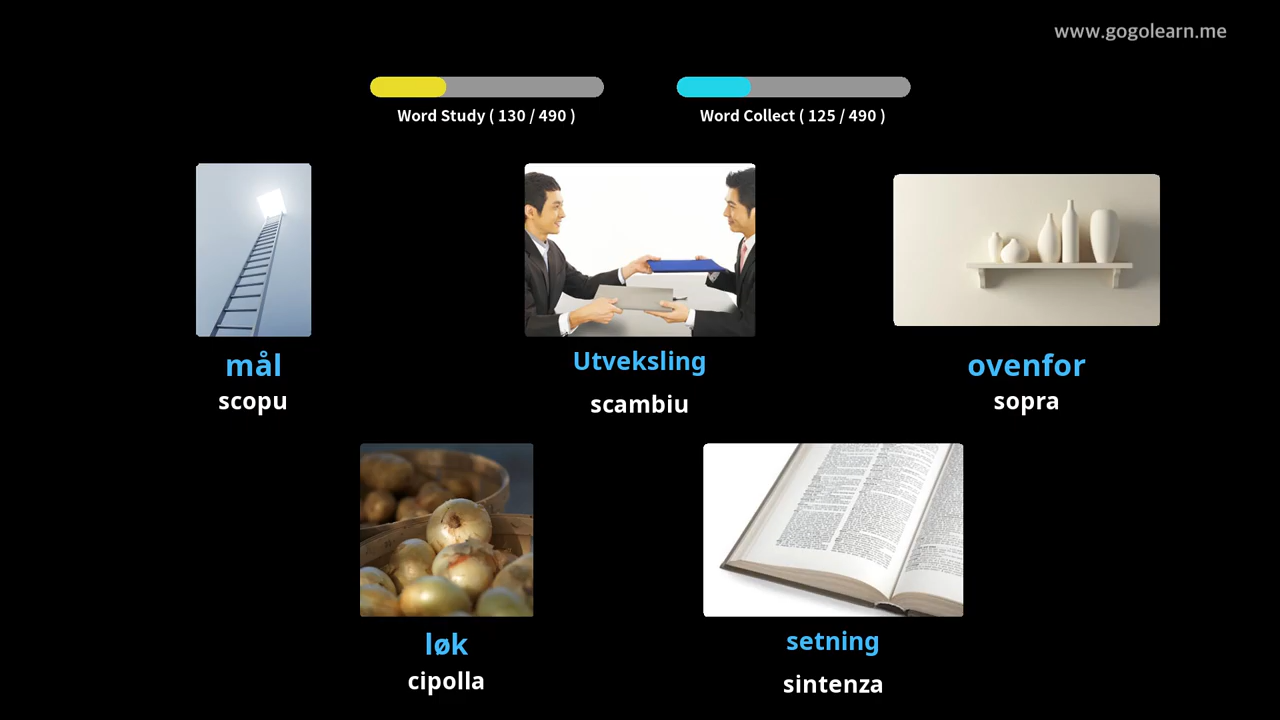 www.gogolearn.me
Word Study ( 130 / 490 )
Word Collect ( 125 / 490 )
mål
scopu
Utveksling
scambiu
ovenfor
sopra
løk
cipolla
setning
sintenza